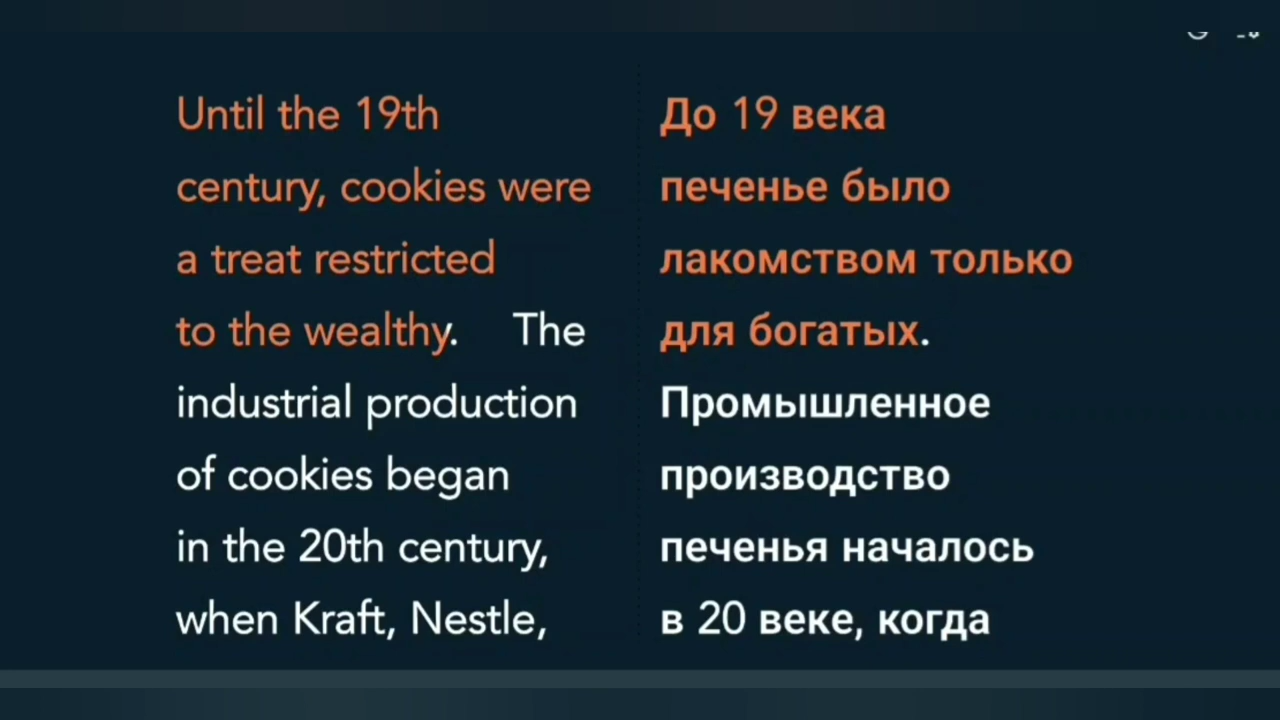 Until the 19th
century, cookies were
a treat restricted
to the wealthy. The
industrial production
of cookies began
in the 20th century,
when Kraft, Nestle,
До 19 века
печенье было
лакомством только
для богатых.
Промышленное
производство
печенья началось
в 20 веке, когда